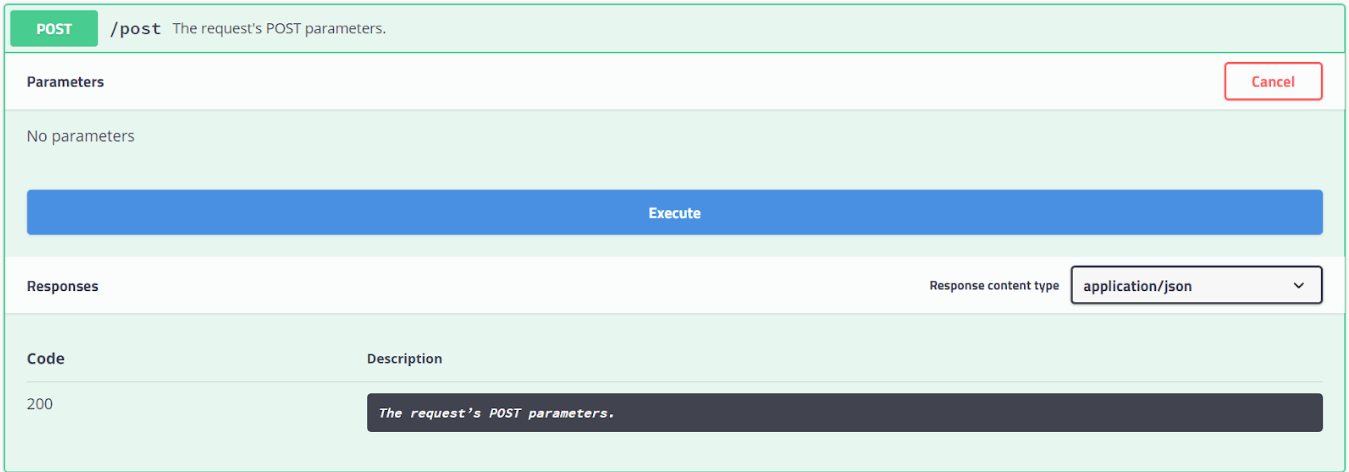 POST /post The request's POST parameters.
Parameters Cancel
No parameters
Execute
Responses Response content type application/json
Code Description
200 The request’s POST parameters.